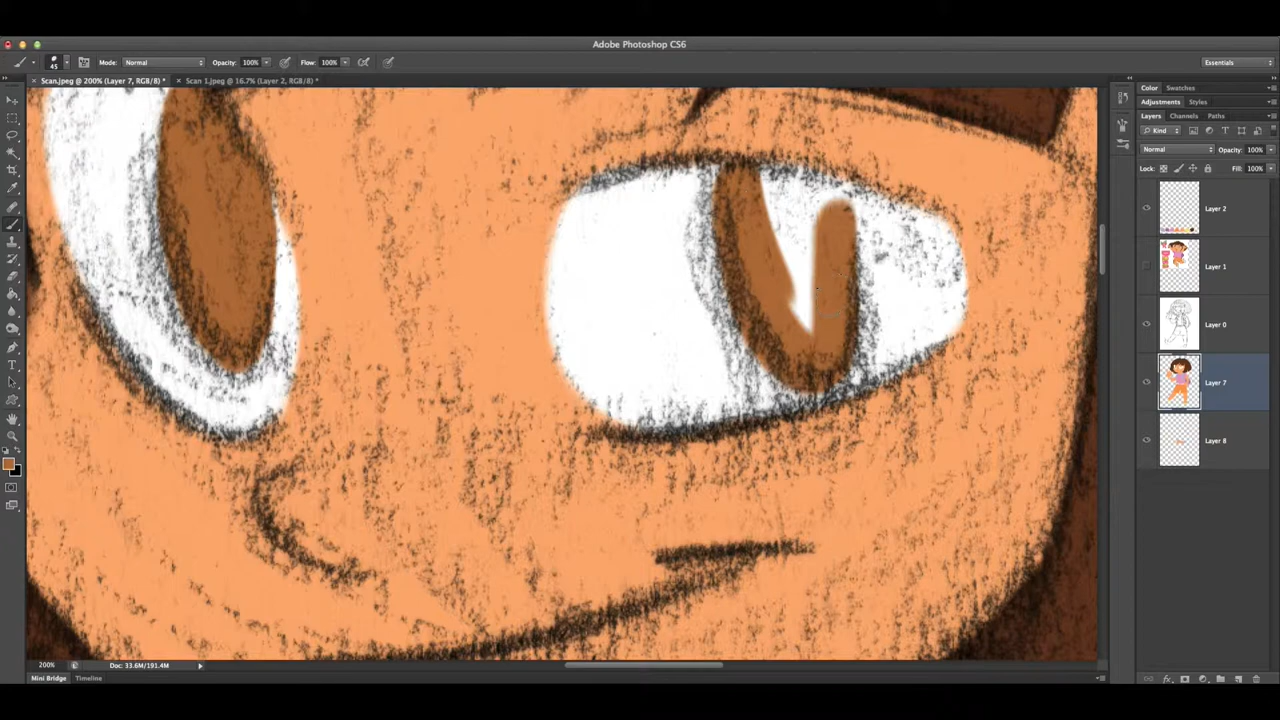 Adobe Photoshop CS6
45 Mode: Normal Opacity: 100% Flow: 100% Essentials
Scan.jpeg @ 200% (Layer 7, RGB/8) * Scan 1.jpeg @ 16.7% (Layer 2, RGB/8) *
Color Swatches
Adjustments Styles
Layers Channels Paths
Kind
Normal Opacity: 100%
Lock: Fill: 100%
Layer 2
Layer 1
Layer 0
Layer 7
Layer 8
200% Doc: 33.6M/191.4M
Mini Bridge Timeline